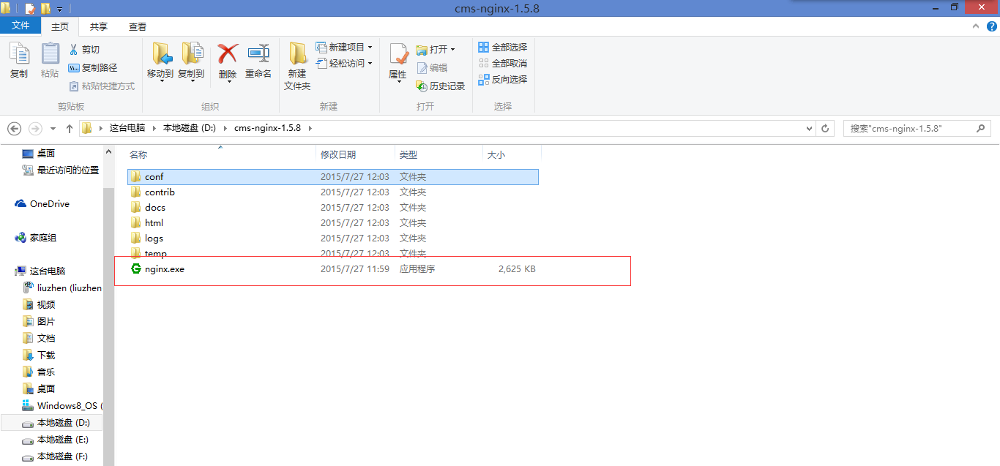 cms-nginx-1.5.8
文件 主页 共享 查看
复制 粘贴 剪切 复制路径 粘贴快捷方式
剪贴板
移动到 复制到 删除 重命名
组织
新建文件夹 新建项目 轻松访问
新建
属性 打开 编辑 历史记录
打开
全部选择 全部取消 反向选择
选择
这台电脑 本地磁盘 (D:) cms-nginx-1.5.8
搜索"cms-nginx-1.5.8"
桌面
最近访问的位置
OneDrive
家庭组
这台电脑
liuzhen (liuzhen
视频
图片
文档
下载
音乐
桌面
Windows8_OS (
本地磁盘 (D:)
本地磁盘 (E:)
本地磁盘 (F:)
名称 修改日期 类型 大小
conf 2015/7/27 12:03 文件夹
contrib 2015/7/27 12:03 文件夹
docs 2015/7/27 12:03 文件夹
html 2015/7/27 12:03 文件夹
logs 2015/7/27 12:03 文件夹
temp 2015/7/27 12:03 文件夹
nginx.exe 2015/7/27 11:59 应用程序 2,625 KB